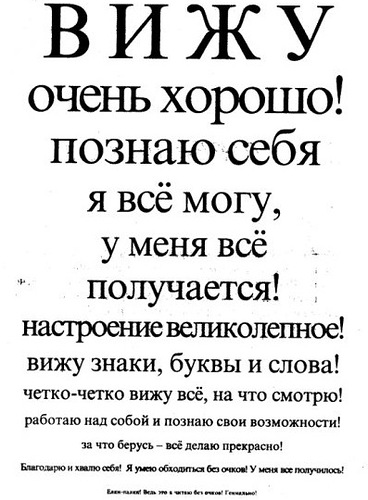 ВИЖУ
очень хорошо!
познаю себя
я всё могу,
у меня всё
получается!
настроение великолепное!
вижу знаки, буквы и слова!
четко-четко вижу всё, на что смотрю!
работаю над собой и познаю свои возможности!
за что берусь – всё делаю прекрасно!
Благодарю и хвалю себя! Я умею обходиться без очков! У меня все получилось!
Елки-палки! Ведь это я читаю без очков! Гениально!